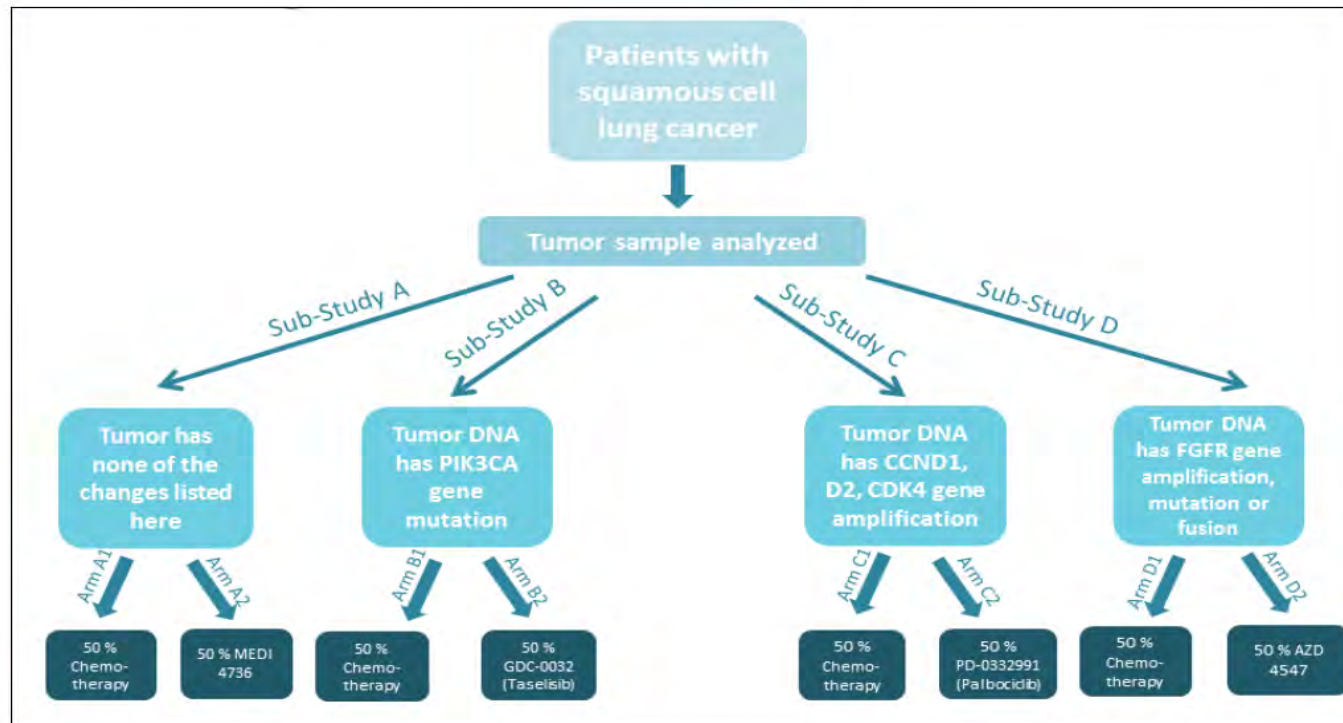 Patients with
squamous cell
lung cancer
Tumor sample analyzed
Sub-Study A
Sub-Study B
Sub-Study C
Sub-Study D
Tumor has
none of the
changes listed
here
Tumor DNA
has PIK3CA
gene
mutation
Tumor DNA
has CCND1,
D2, CDK4 gene
amplification
Tumor DNA
has FGFR gene
amplification,
mutation or
fusion
Arm A1
Arm A2
Arm B1
Arm B2
Arm C1
Arm C2
Arm D1
Arm D2
50 %
Chemo-
therapy
50 % MEDI
4736
50 %
Chemo-
therapy
50 %
GDC-0032
(Taselisib)
50 %
Chemo-
therapy
50 %
PD-0332991
(Palbociclib)
50 %
Chemo-
therapy
50 % AZD
4547